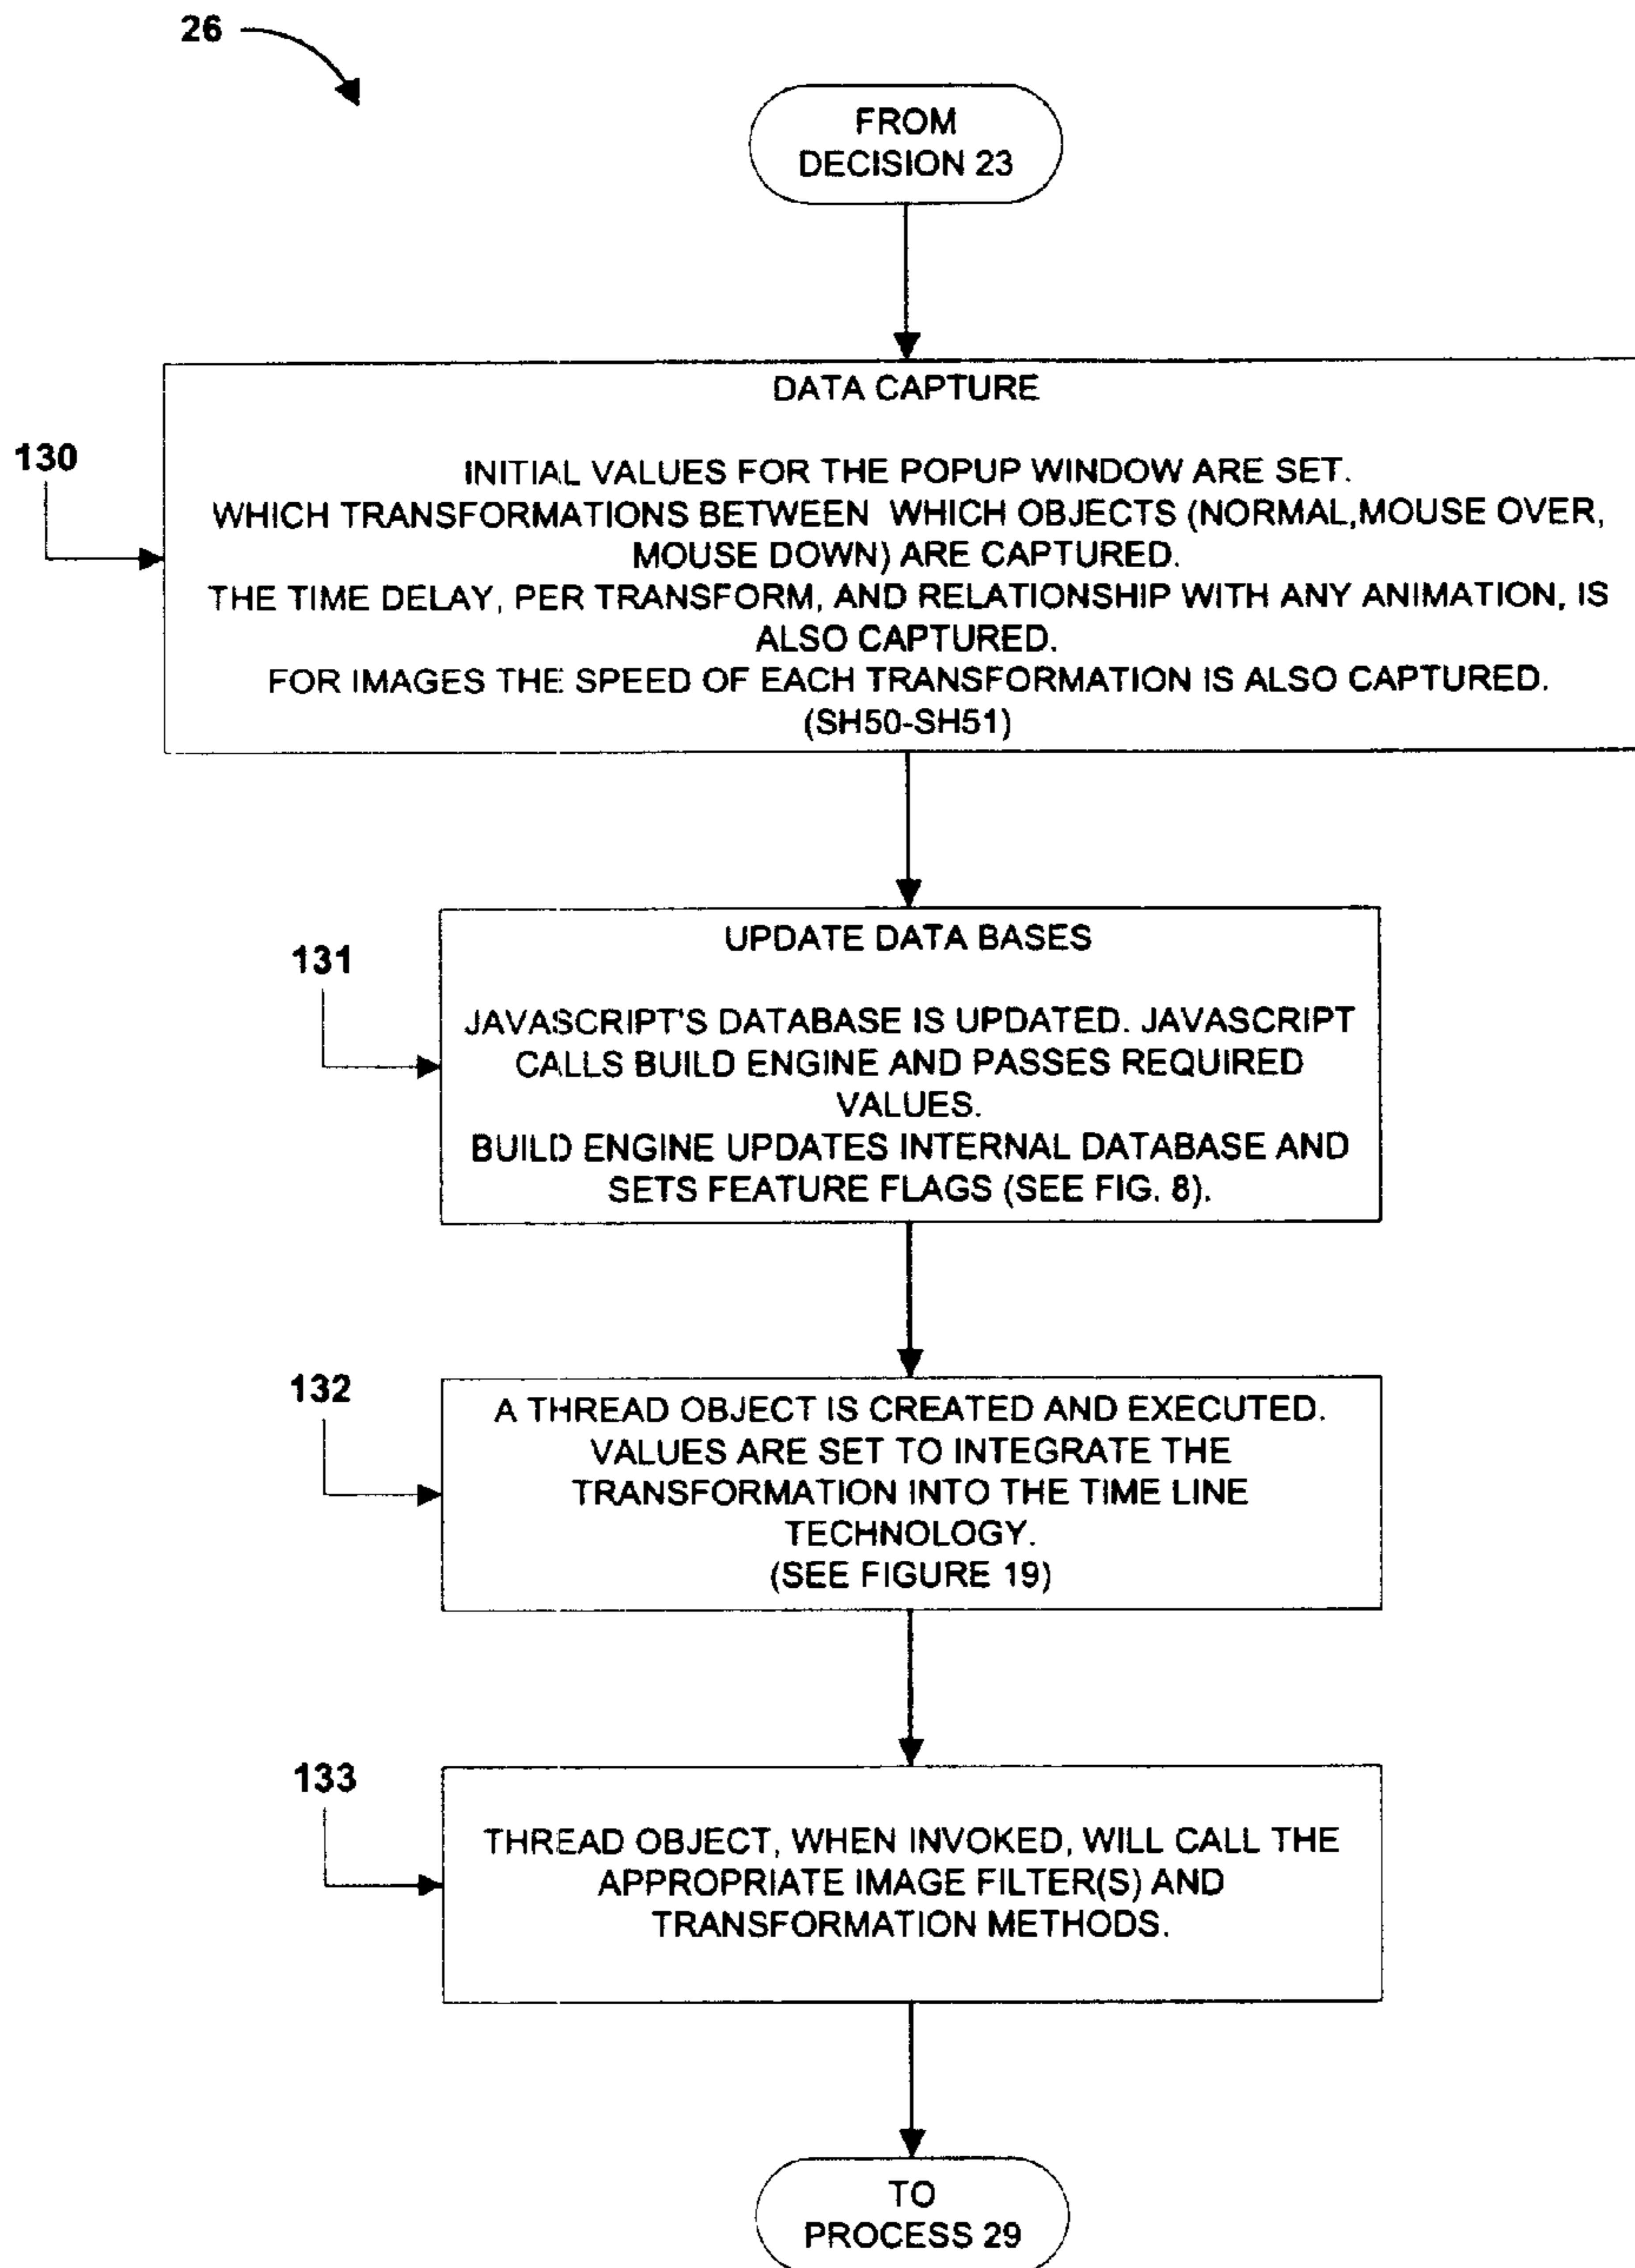 26
FROM
DECISION 23
DATA CAPTURE
130
INITIAL VALUES FOR THE POPUP WINDOW ARE SET.
WHICH TRANSFORMATIONS BETWEEN WHICH OBJECTS (NORMAL,MOUSE OVER,
MOUSE DOWN) ARE CAPTURED.
THE TIME DELAY, PER TRANSFORM, AND RELATIONSHIP WITH ANY ANIMATION, IS
ALSO CAPTURED.
FOR IMAGES THE SPEED OF EACH TRANSFORMATION IS ALSO CAPTURED.
(SH50-SH51)
131
UPDATE DATA BASES
JAVASCRIPT'S DATABASE IS UPDATED. JAVASCRIPT
CALLS BUILD ENGINE AND PASSES REQUIRED
VALUES.
BUILD ENGINE UPDATES INTERNAL DATABASE AND
SETS FEATURE FLAGS (SEE FIG. 8).
132
A THREAD OBJECT IS CREATED AND EXECUTED.
VALUES ARE SET TO INTEGRATE THE
TRANSFORMATION INTO THE TIME LINE
TECHNOLOGY.
(SEE FIGURE 19)
133
THREAD OBJECT, WHEN INVOKED, WILL CALL THE
APPROPRIATE IMAGE FILTER(S) AND
TRANSFORMATION METHODS.
TO
PROCESS 29